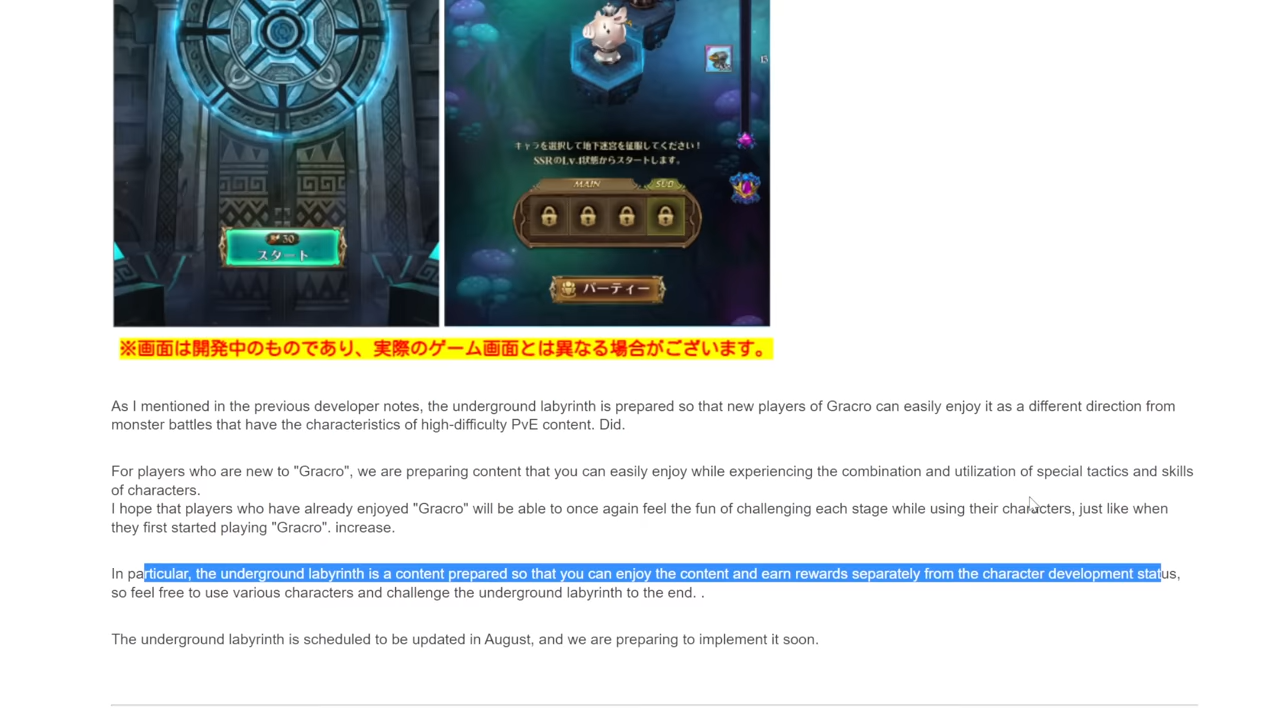 30
スタート
15
キャラを選択して地下迷宮を征服してください！
SSRのLv.1状態からスタートします。
MAIN
SUB
パーティー
※画面は開発中のものであり、実際のゲーム画面とは異なる場合がございます。
As I mentioned in the previous developer notes, the underground labyrinth is prepared so that new players of Gracro can easily enjoy it as a different direction from
monster battles that have the characteristics of high-difficulty PvE content. Did.
For players who are new to "Gracro", we are preparing content that you can easily enjoy while experiencing the combination and utilization of special tactics and skills
of characters.
I hope that players who have already enjoyed "Gracro" will be able to once again feel the fun of challenging each stage while using their characters, just like when
they first started playing "Gracro". increase.
In particular, the underground labyrinth is a content prepared so that you can enjoy the content and earn rewards separately from the character development status,
so feel free to use various characters and challenge the underground labyrinth to the end. .
The underground labyrinth is scheduled to be updated in August, and we are preparing to implement it soon.